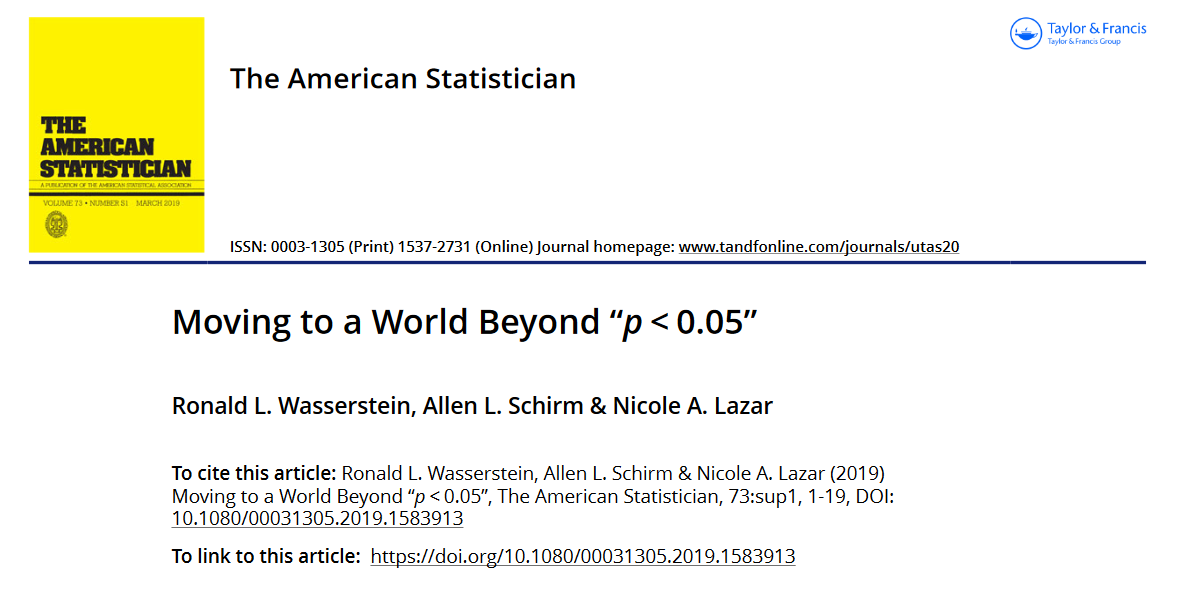 Taylor & Francis
Taylor & Francis Group
The American Statistician
THE
AMERICAN
STATISTICIAN
A PUBLICATION OF THE AMERICAN STATISTICAL ASSOCIATION
VOLUME 73 • NUMBER S1 MARCH 2019
ISSN: 0003-1305 (Print) 1537-2731 (Online) Journal homepage: www.tandfonline.com/journals/utas20
Moving to a World Beyond “p < 0.05”
Ronald L. Wasserstein, Allen L. Schirm & Nicole A. Lazar
To cite this article: Ronald L. Wasserstein, Allen L. Schirm & Nicole A. Lazar (2019)
Moving to a World Beyond “p < 0.05”, The American Statistician, 73:sup1, 1-19, DOI:
10.1080/00031305.2019.1583913
To link to this article: https://doi.org/10.1080/00031305.2019.1583913